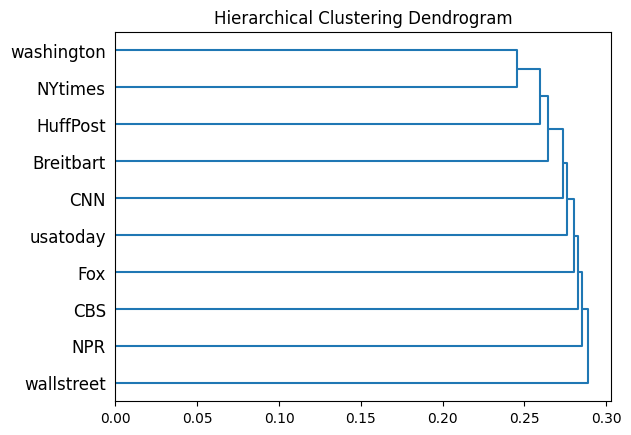 Hierarchical Clustering Dendrogram
washington
NYtimes
HuffPost
Breitbart
CNN
usatoday
Fox
CBS
NPR
wallstreet
0.00 0.05 0.10 0.15 0.20 0.25 0.30